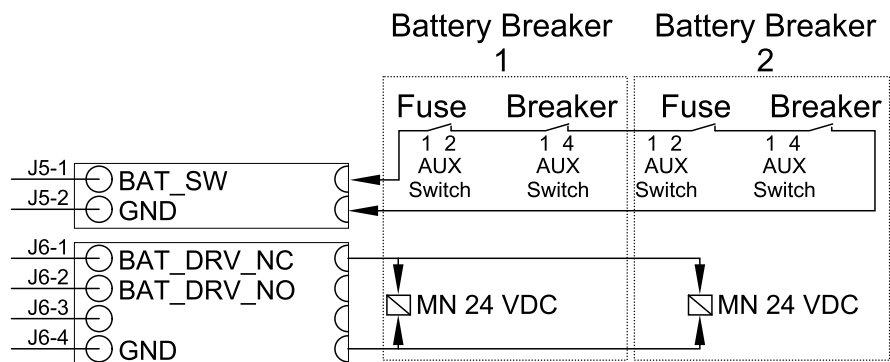 Battery Breaker
1
Battery Breaker
2
Fuse
Breaker
Fuse
Breaker
1 2
AUX
Switch
1 4
AUX
Switch
1 2
AUX
Switch
1 4
AUX
Switch
J5-1
BAT_SW
J5-2
GND
J6-1
BAT_DRV_NC
J6-2
BAT_DRV_NO
J6-3
J6-4
GND
MN 24 VDC
MN 24 VDC